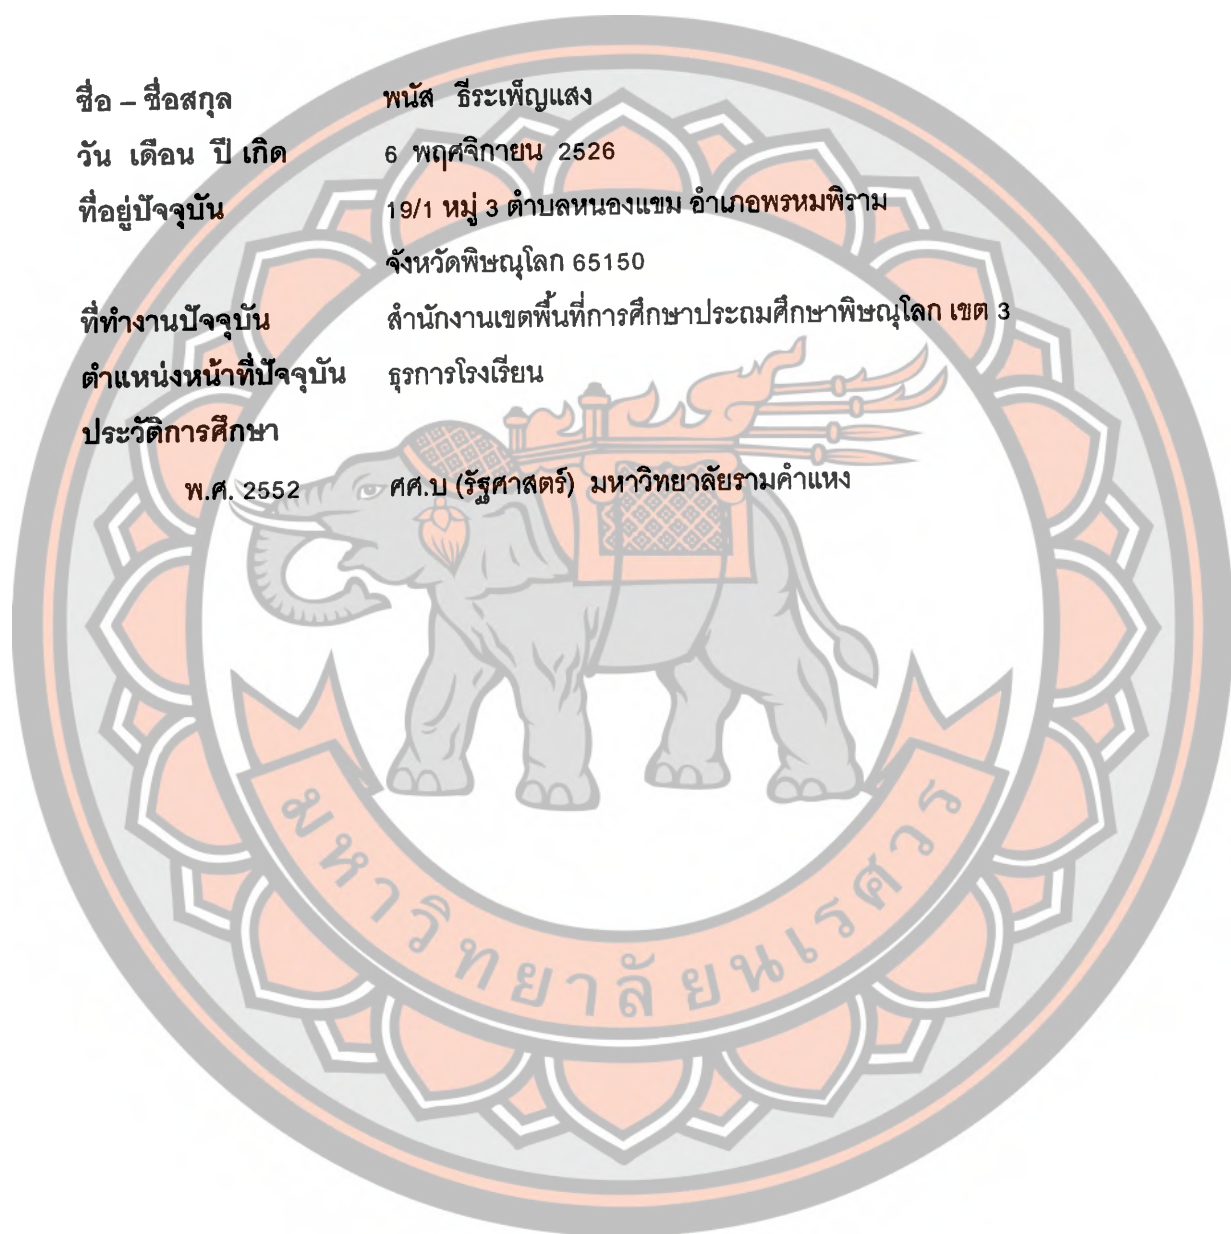 ชื่อ – ชื่อสกุล พนัส ธีระเพ็ญแสง
วัน เดือน ปี เกิด 6 พฤศจิกายน 2526
ที่อยู่ปัจจุบัน 19/1 หมู่ 3 ตำบลหนองแขม อำเภอพรหมพิราม
จังหวัดพิษณุโลก 65150
ที่ทำงานปัจจุบัน สำนักงานเขตพื้นที่การศึกษาประถมศึกษาพิษณุโลก เขต 3
ตำแหน่งหน้าที่ปัจจุบัน ธุรการโรงเรียน
ประวัติการศึกษา
พ.ศ. 2552 ศศ.บ (รัฐศาสตร์) มหาวิทยาลัยรามคำแหง
มหาวิทยาลัยนเรศวร